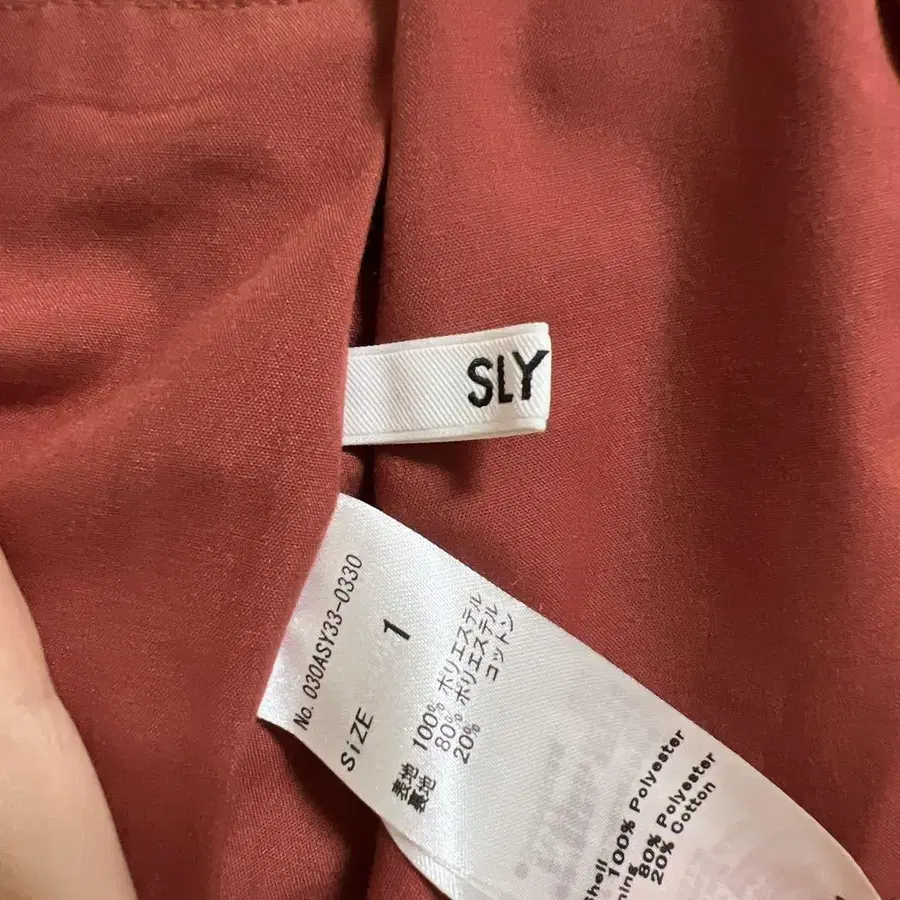 SLY
No. 030ASY33-0330
SIZE 1
表地 100% ポリエステル
裏地 80% ポリエステル
20% コットン
Shell
100% Polyester
80% Polyester
20% Cotton